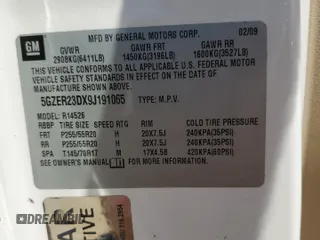 GM
MFD BY GENERAL MOTORS CORP. 02/09
GVWR GAWR FRT GAWR RR
2908KG(6411LB) 1450KG(3196LB) 1600KG(3527LB)
THIS VEHICLE CONFORMS TO ALL APPLICABLE U.S. FEDERAL MOTOR
VEHICLE SAFETY AND THEFT PREVENTION STANDARDS IN EFFECT ON THE DATE
OF MANUFACTURE SHOWN ABOVE.
5GZER23DX9J191065 TYPE: M.P.V.
MODEL: R14526
TIRE SIZE SPEED RTG RIM COLD TIRE PRESSURE
FRT P255/55R20 H 20X7.5J 240KPA(35PSI)
RR P255/55R20 H 20X7.5J 240KPA(35PSI)
SPA T145/70R17 M 17X4.5B 420KPA(60PSI)
SEE OWNER'S MANUAL FOR MORE INFORMATION.